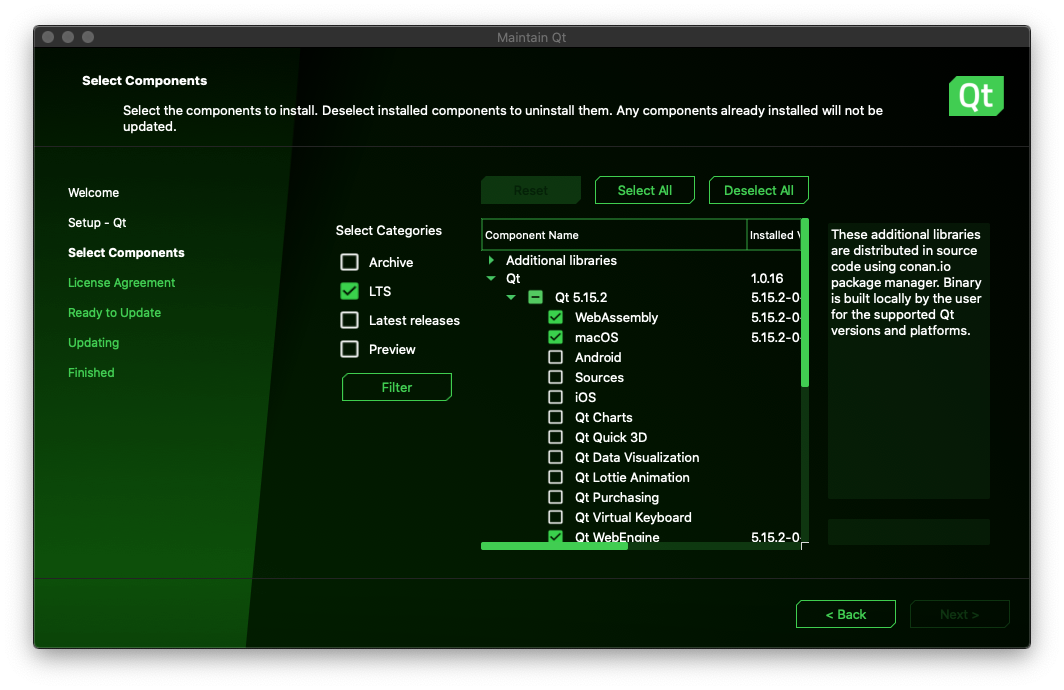 Maintain Qt
Select Components
Select the components to install. Deselect installed components to uninstall them. Any components already installed will not be
updated.
Qt
Welcome
Setup - Qt
Select Components
License Agreement
Ready to Update
Updating
Finished
Select Categories
Archive
LTS
Latest releases
Preview
Filter
Reset
Select All
Deselect All
Component Name
Installed V
Additional libraries
Qt 1.0.16
Qt 5.15.2 5.15.2-0-
WebAssembly 5.15.2-0-
macOS 5.15.2-0-
Android
Sources
iOS
Qt Charts
Qt Quick 3D
Qt Data Visualization
Qt Lottie Animation
Qt Purchasing
Qt Virtual Keyboard
Qt WebEngine 5.15.2-0-
These additional libraries
are distributed in source
code using conan.io
package manager. Binary
is built locally by the user
for the supported Qt
versions and platforms.
< Back
Next >